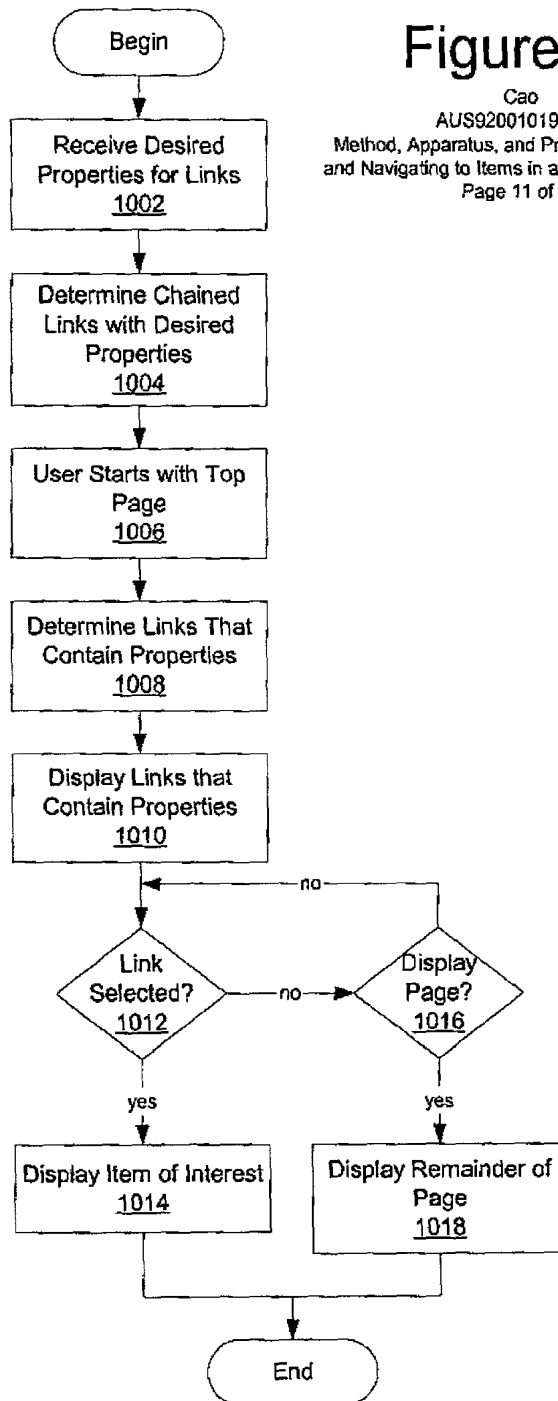 Begin
Figure
Cao
AUS92001019
Method, Apparatus, and
and Navigating to Items in a
Page 11 of
Receive Desired
Properties for Links
1002
Determine Chained
Links with Desired
Properties
1004
User Starts with Top
Page
1006
Determine Links That
Contain Properties
1008
Display Links that
Contain Properties
1010
no
Link
Selected?
1012
no
Display
Page?
1016
yes
yes
Display Item of Interest
1014
Display Remainder of
Page
1018
End